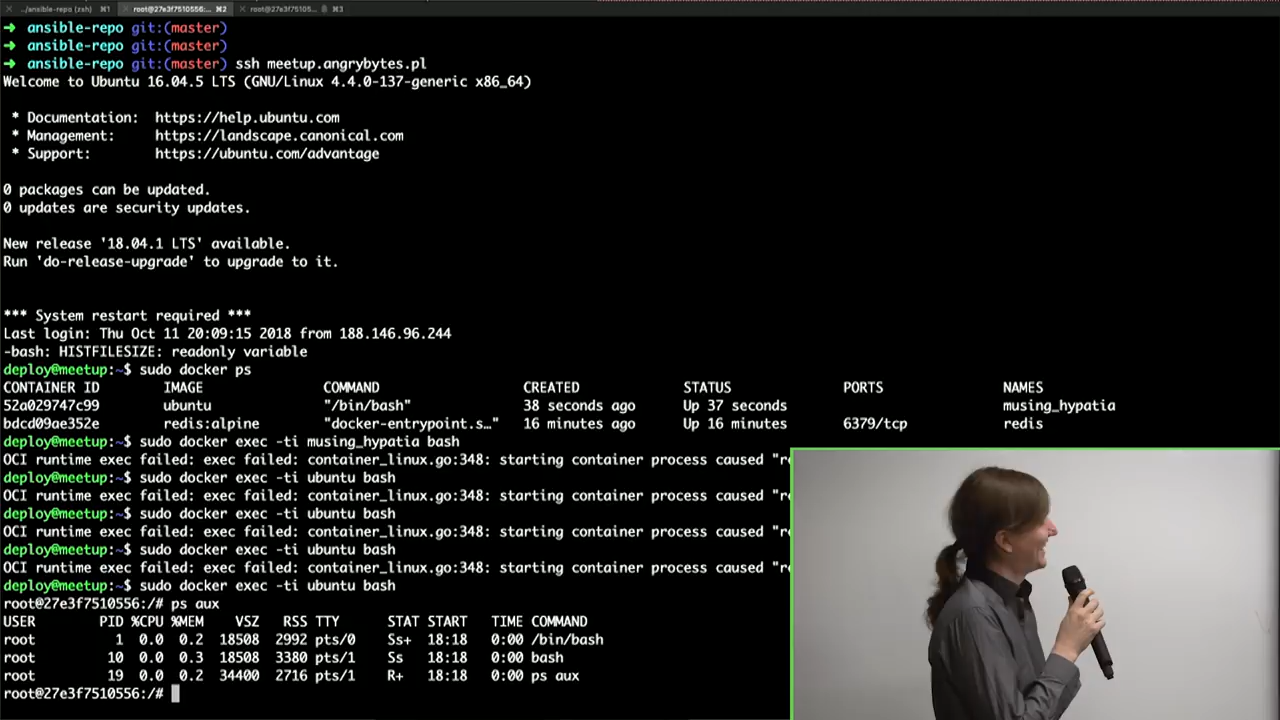 ../ansible-repo (zsh) ⌘1 root@27e3f7510556:... ⌘2 root@27e3f75105... ⌘3
➜ ansible-repo git:(master)
➜ ansible-repo git:(master)
➜ ansible-repo git:(master) ssh meetup.angrybytes.pl
Welcome to Ubuntu 16.04.5 LTS (GNU/Linux 4.4.0-137-generic x86_64)
* Documentation: https://help.ubuntu.com
* Management: https://landscape.canonical.com
* Support: https://ubuntu.com/advantage
0 packages can be updated.
0 updates are security updates.
New release '18.04.1 LTS' available.
Run 'do-release-upgrade' to upgrade to it.
*** System restart required ***
Last login: Thu Oct 11 20:09:15 2018 from 188.146.96.244
-bash: HISTFILESIZE: readonly variable
deploy@meetup:~$ sudo docker ps
CONTAINER ID IMAGE COMMAND CREATED STATUS PORTS NAMES
52a029747c99 ubuntu "/bin/bash" 38 seconds ago Up 37 seconds musing_hypatia
bdcd09ae352e redis:alpine "docker-entrypoint.s…" 16 minutes ago Up 16 minutes 6379/tcp redis
deploy@meetup:~$ sudo docker exec -ti musing_hypatia bash
OCI runtime exec failed: exec failed: container_linux.go:348: starting container process caused "re
deploy@meetup:~$ sudo docker exec -ti ubuntu bash
OCI runtime exec failed: exec failed: container_linux.go:348: starting container process caused "re
deploy@meetup:~$ sudo docker exec -ti ubuntu bash
OCI runtime exec failed: exec failed: container_linux.go:348: starting container process caused "re
deploy@meetup:~$ sudo docker exec -ti ubuntu bash
OCI runtime exec failed: exec failed: container_linux.go:348: starting container process caused "re
deploy@meetup:~$ sudo docker exec -ti ubuntu bash
root@27e3f7510556:/# ps aux
USER PID %CPU %MEM VSZ RSS TTY STAT START TIME COMMAND
root 1 0.0 0.2 18508 2992 pts/0 Ss+ 18:18 0:00 /bin/bash
root 10 0.0 0.3 18508 3380 pts/1 Ss 18:18 0:00 bash
root 19 0.0 0.2 34400 2716 pts/1 R+ 18:18 0:00 ps aux
root@27e3f7510556:/#